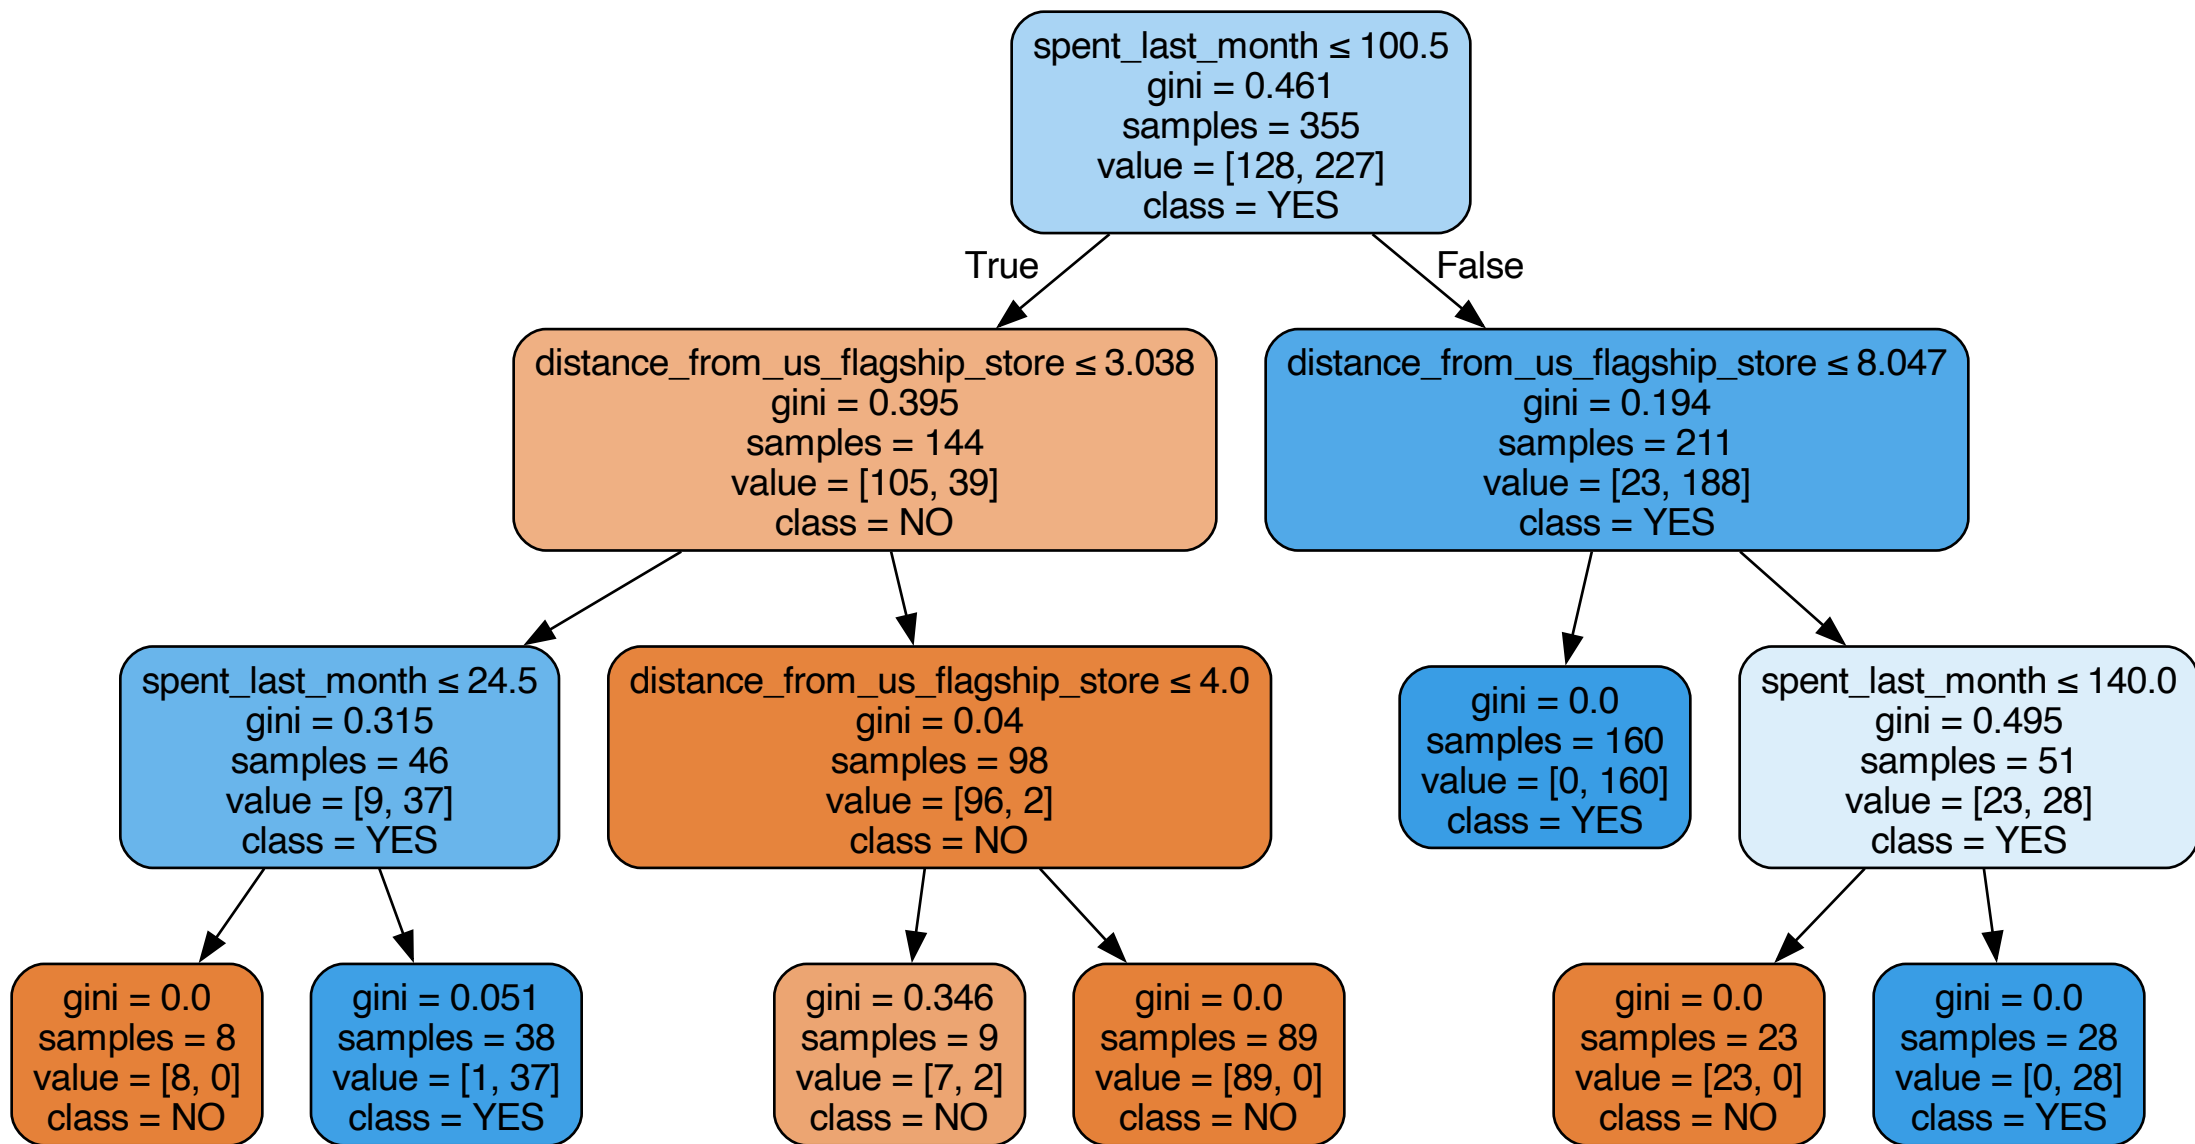 spent_last_month ≤ 100.5
gini = 0.461
samples = 355
value = [128, 227]
class = YES
True
False
distance_from_us_flagship_store ≤ 3.038
gini = 0.395
samples = 144
value = [105, 39]
class = NO
distance_from_us_flagship_store ≤ 8.047
gini = 0.194
samples = 211
value = [23, 188]
class = YES
spent_last_month ≤ 24.5
gini = 0.315
samples = 46
value = [9, 37]
class = YES
distance_from_us_flagship_store ≤ 4.0
gini = 0.04
samples = 98
value = [96, 2]
class = NO
gini = 0.0
samples = 160
value = [0, 160]
class = YES
spent_last_month ≤ 140.0
gini = 0.495
samples = 51
value = [23, 28]
class = YES
gini = 0.0
samples = 8
value = [8, 0]
class = NO
gini = 0.051
samples = 38
value = [1, 37]
class = YES
gini = 0.346
samples = 9
value = [7, 2]
class = NO
gini = 0.0
samples = 89
value = [89, 0]
class = NO
gini = 0.0
samples = 23
value = [23, 0]
class = NO
gini = 0.0
samples = 28
value = [0, 28]
class = YES